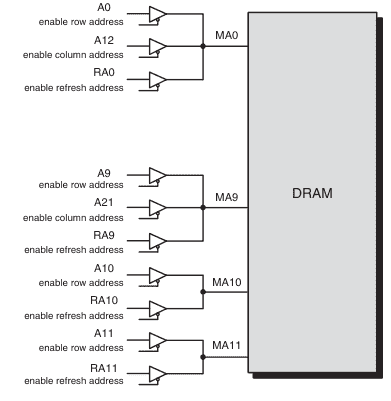 A0
enable row address
MA0
A12
enable column address
RA0
enable refresh address
A9
enable row address
MA9
A21
enable column address
RA9
enable refresh address
DRAM
A10
enable row address
MA10
RA10
enable refresh address
A11
enable row address
MA11
RA11
enable refresh address